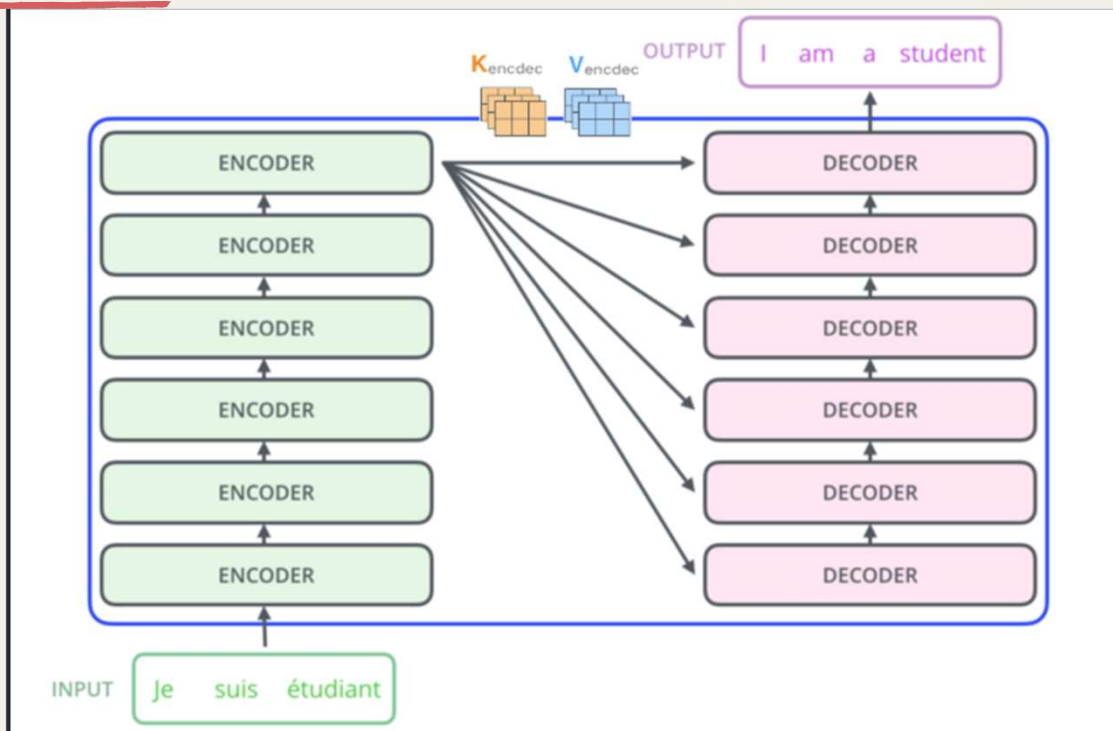 OUTPUT I am a student
Kencdec Vencdec
ENCODER DECODER
ENCODER DECODER
ENCODER DECODER
ENCODER DECODER
ENCODER DECODER
ENCODER DECODER
INPUT Je suis étudiant